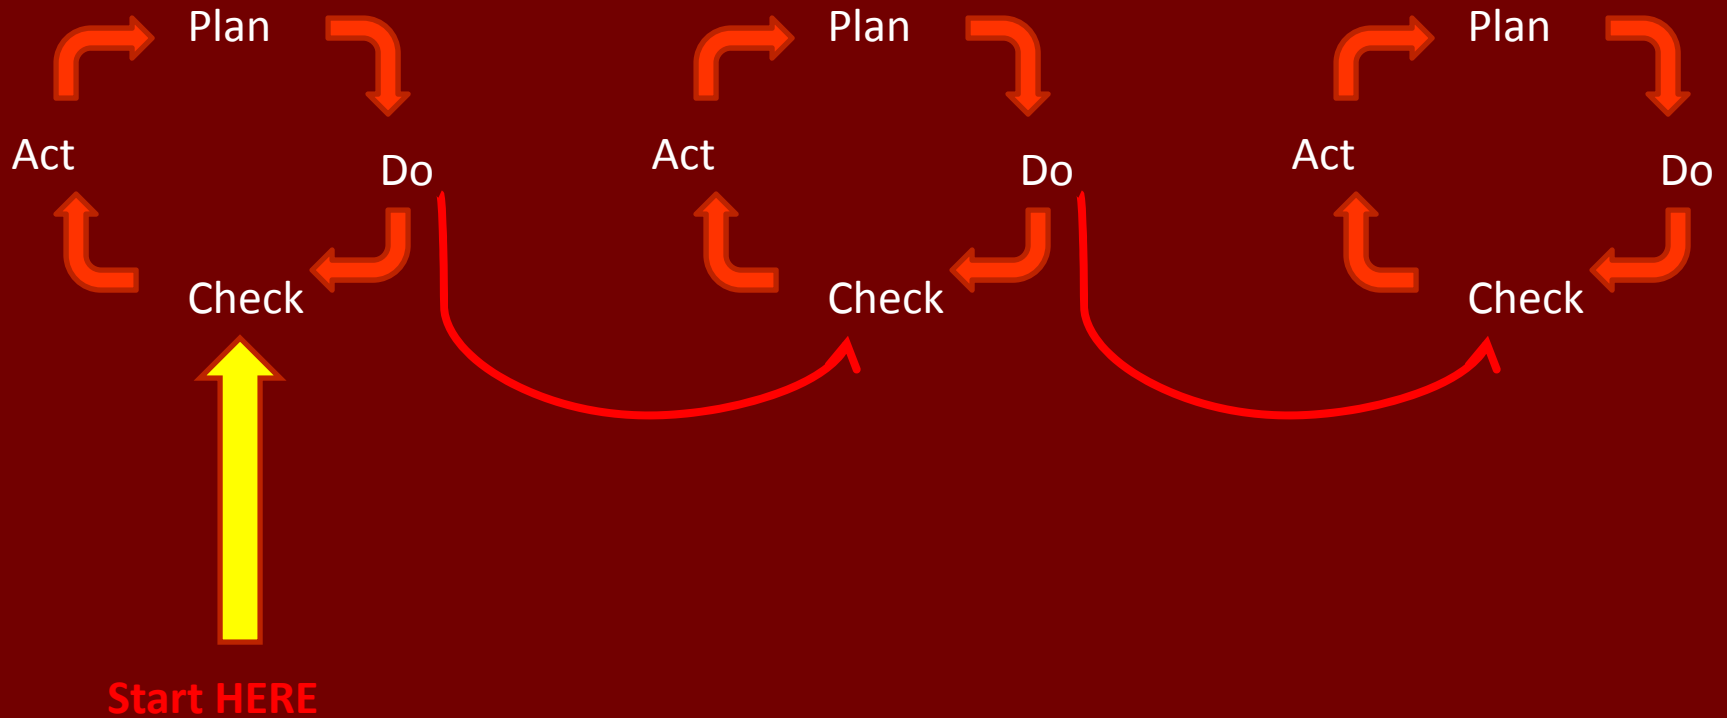 Plan
Plan
Plan
Act
Do
Act
Do
Act
Do
Check
Check
Check
Start HERE